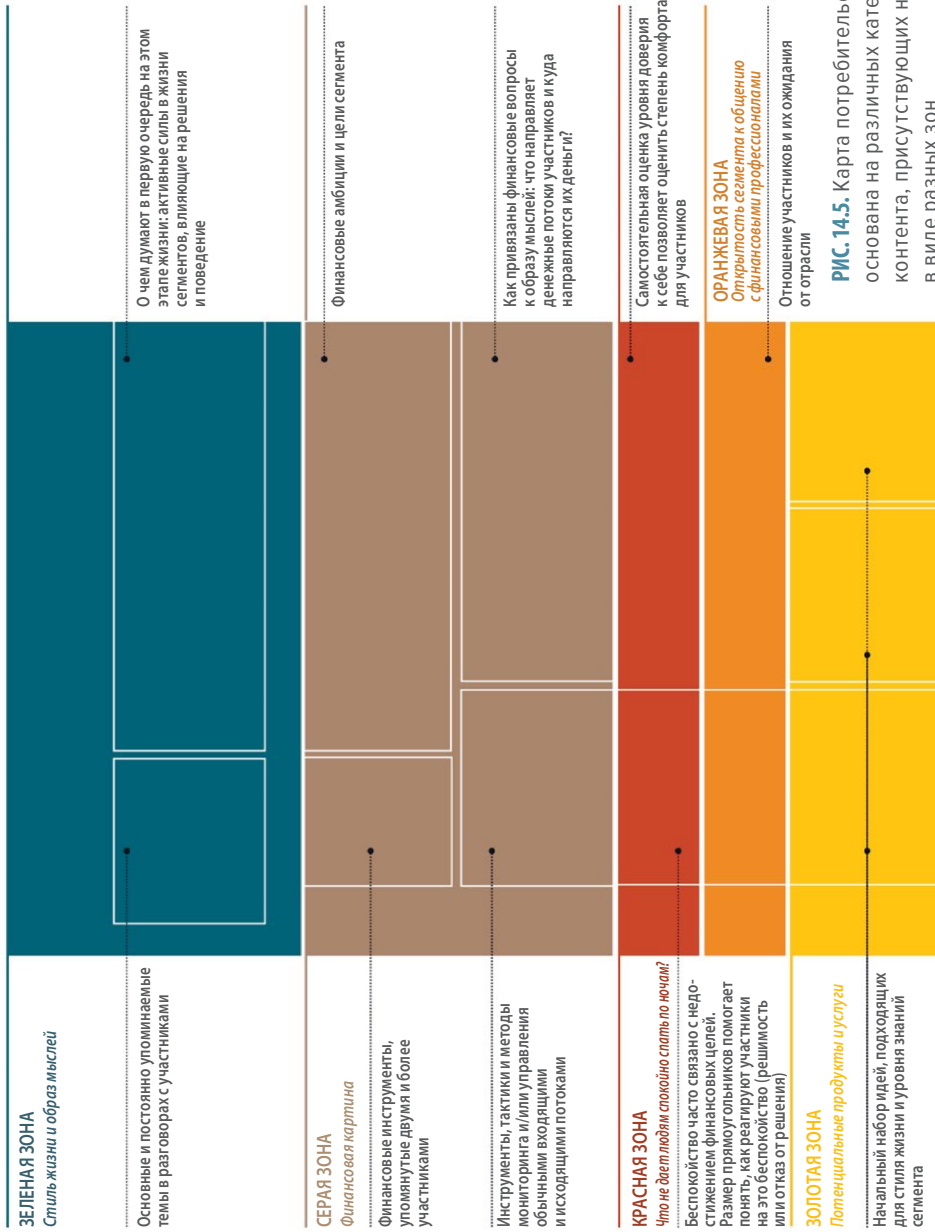 ЗЕЛЕНАЯ ЗОНА
Стиль жизни и образ мыслей
Основные и постоянно упоминаемые
темы в разговорах с участниками
О чем думают в первую очередь на этом
этапе жизни: активные силы в жизни
сегментов, влияющие на решения
и поведение
СЕРАЯ ЗОНА
Финансовая картина
Финансовые инструменты,
упомянутые двумя и более
участниками
Финансовые амбиции и цели сегмента
Инструменты, тактики и методы
мониторинга и/или управления
обычными входящими
и исходящими потоками
Как привязаны финансовые вопросы
к образу мыслей: что направляет
денежные потоки участников и куда
направляются их деньги?
КРАСНАЯ ЗОНА
Что не дает людям спокойно спать по ночам?
Беспокойство часто связано с недо-
стижением финансовых целей.
Размер прямоугольников помогает
понять, как реагируют участники
на это беспокойство (решимость
или отказ от решения)
Самостоятельная оценка уровня доверия
к себе позволяет оценить степень комфорта
для участников
ОРАНЖЕВАЯ ЗОНА
Открытость сегмента к общению
с финансовыми профессионалами
Отношение участников и их ожидания
от отрасли
ЗОЛОТАЯ ЗОНА
Потенциальные продукты и услуги
Начальный набор идей, подходящих
для стиля жизни и уровня знаний
сегмента
РИС. 14.5. Карта потребительс
основана на различных кате
контента, присутствующих н
в виде разных зон